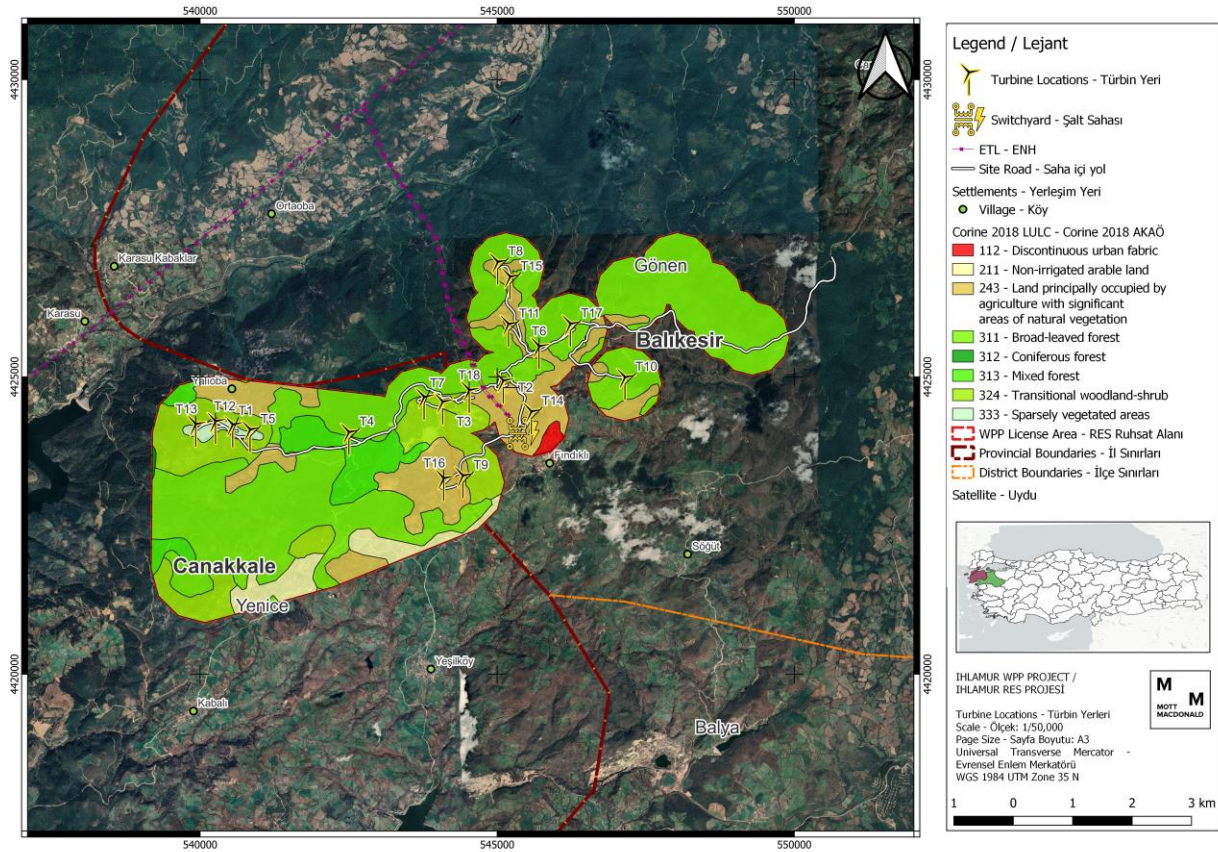 540000
545000
550000
4430000
4430000
Ortaoba
Karasu Kabaklar
T8
Gönen
T15
Karasu
T11
T17
T6
Balıkesir
4425000
4425000
Yalıoba
T7
T18
T2
T10
T13
T12
T1
T5
T4
T3
T14
T16
T9
Fındıklı
Söğüt
Çanakkale
Yenice
4420000
4420000
Yeşilköy
Kabalı
Balya
540000
545000
550000
Legend / Lejant
Turbine Locations - Türbin Yeri
Switchyard - Şalt Sahası
ETL - ENH
Site Road - Saha içi yol
Settlements - Yerleşim Yeri
Village - Köy
Corine 2018 LULC - Corine 2018 AKAÖ
112 - Discontinuous urban fabric
211 - Non-irrigated arable land
243 - Land principally occupied by
agriculture with significant
areas of natural vegetation
311 - Broad-leaved forest
312 - Coniferous forest
313 - Mixed forest
324 - Transitional woodland-shrub
333 - Sparsely vegetated areas
WPP License Area - RES Ruhsat Alanı
Provincial Boundaries - İl Sınırları
District Boundaries - İlçe Sınırları
Satellite - Uydu
IHLAMUR WPP PROJECT /
IHLAMUR RES PROJESİ
Turbine Locations - Türbin Yerleri
Scale - Ölçek: 1/50,000
Page Size - Sayfa Boyutu: A3
Universal Transverse Mercator -
Evrensel Enlem Merkatörü
WGS 1984 UTM Zone 35 N
M M
MOTT
MACDONALD
1 0 1 2 3 km